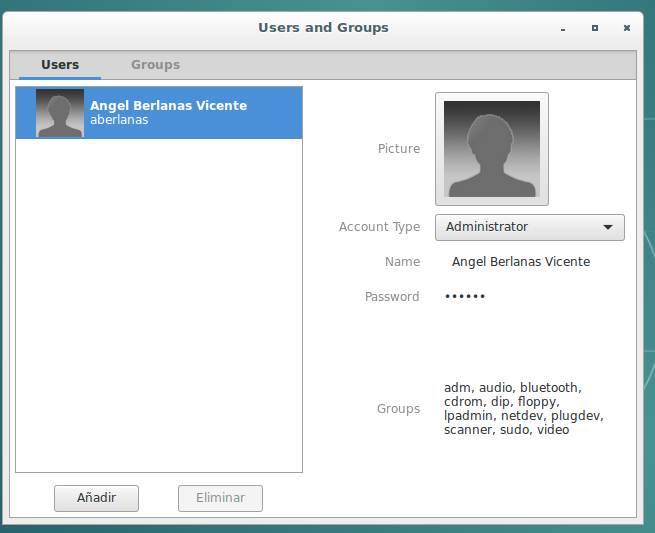 Users and Groups
Users
Groups
Angel Berlanas Vicente
aberlanas
Picture
Account Type
Administrator
Name
Angel Berlanas Vicente
Password
••••••
Groups
adm, audio, bluetooth,
cdrom, dip, floppy,
lpadmin, netdev, plugdev,
scanner, sudo, video
Añadir
Eliminar